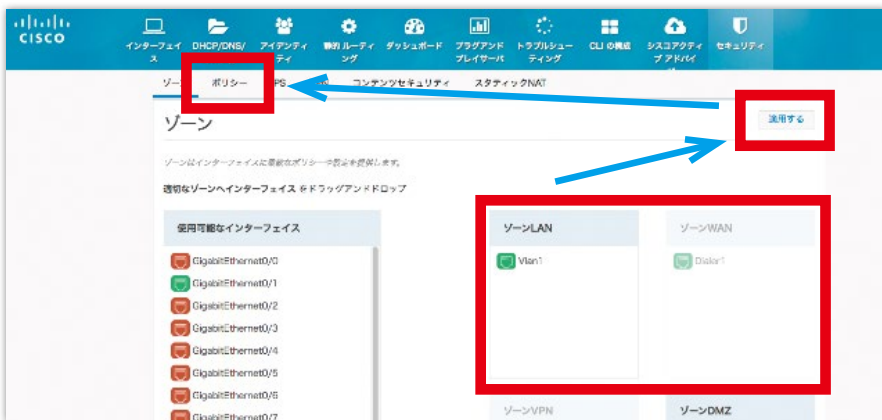 CISCO
インターフェイス
DHCP/DNS/
アイデンティティ
静的 ルーティング
ダッシュボード
プラグアンドプレイサーバ
トラブルシューティング
CLI の構成
シスコアクティブ アドバイ
セキュリティ
ゾー
ポリシー
コンテンツセキュリティ
スタティックNAT
ゾーン
適用する
ゾーンはインターフェイスに柔軟なポリシーの設定を提供します。
適切なゾーンへインターフェイス をドラッグアンドドロップ
使用可能なインターフェイス
GigabitEthernet0/0
GigabitEthernet0/1
GigabitEthernet0/2
GigabitEthernet0/3
GigabitEthernet0/4
GigabitEthernet0/5
GigabitEthernet0/6
GigabitEthernet0/7
ゾーンLAN
Vlan1
ゾーンWAN
Dialer1
ゾーンVPN
ゾーンDMZ